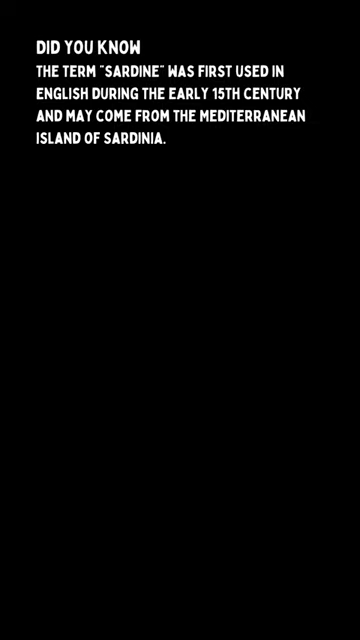 DID YOU KNOW
THE TERM "SARDINE" WAS FIRST USED IN
ENGLISH DURING THE EARLY 15TH CENTURY
AND MAY COME FROM THE MEDITERRANEAN
ISLAND OF SARDINIA.